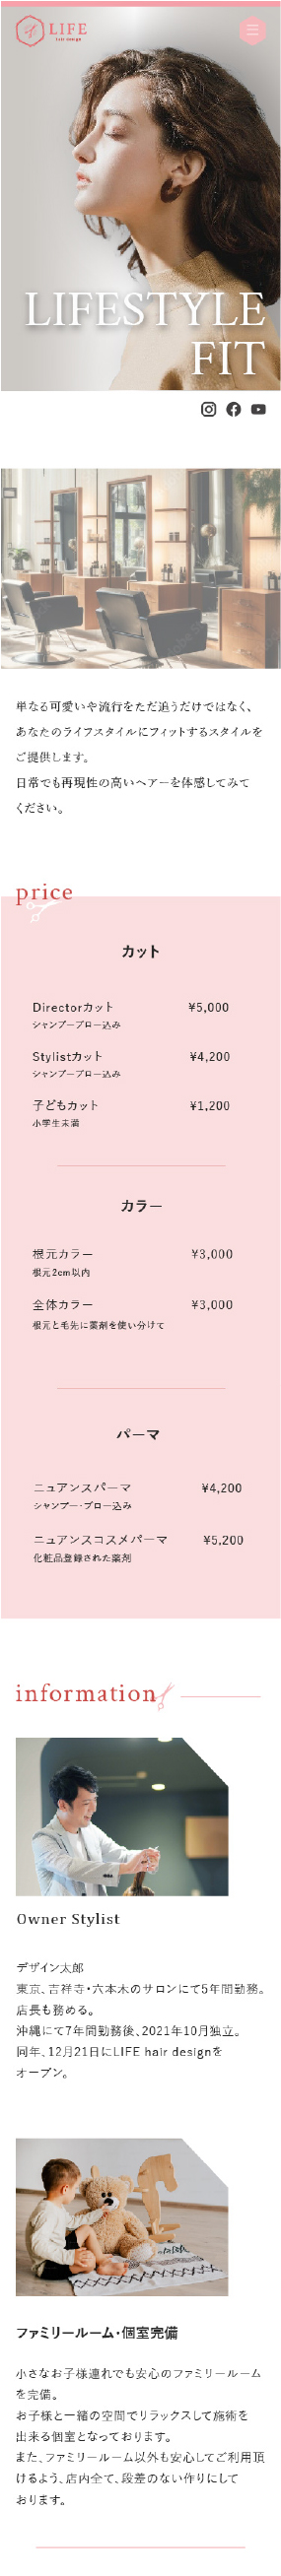 LIFE
hair design
LIFESTYLE
FIT
単なる可愛いや流行をただ追うだけではなく、
あなたのライフスタイルにフィットするスタイルを
ご提供します。
日常でも再現性の高いヘアーを体感してみて
ください。
price
カット
Directorカット ¥5,000
シャンプーブロー込み
Stylistカット ¥4,200
シャンプーブロー込み
子どもカット ¥1,200
小学生未満
カラー
根元カラー ¥3,000
根元2cm以内
全体カラー ¥3,000
根元と毛先に薬剤を使い分けて
パーマ
ニュアンスパーマ ¥4,200
シャンプー・ブロー込み
ニュアンスコスメパーマ ¥5,200
化粧品登録された薬剤
information
Owner Stylist
デザイン太郎
東京、吉祥寺・六本木のサロンにて5年間勤務。
店長も務める。
沖縄にて7年間勤務後、2021年10月独立。
同年、12月21日にLIFE hair designを
オープン。
ファミリールーム・個室完備
小さなお子様連れでも安心のファミリールーム
を完備。
お子様と一緒の空間でリラックスして施術を
出来る個室となっております。
また、ファミリールーム以外も安心してご利用頂
けるよう、店内全て、段差のない作りにして
おります。